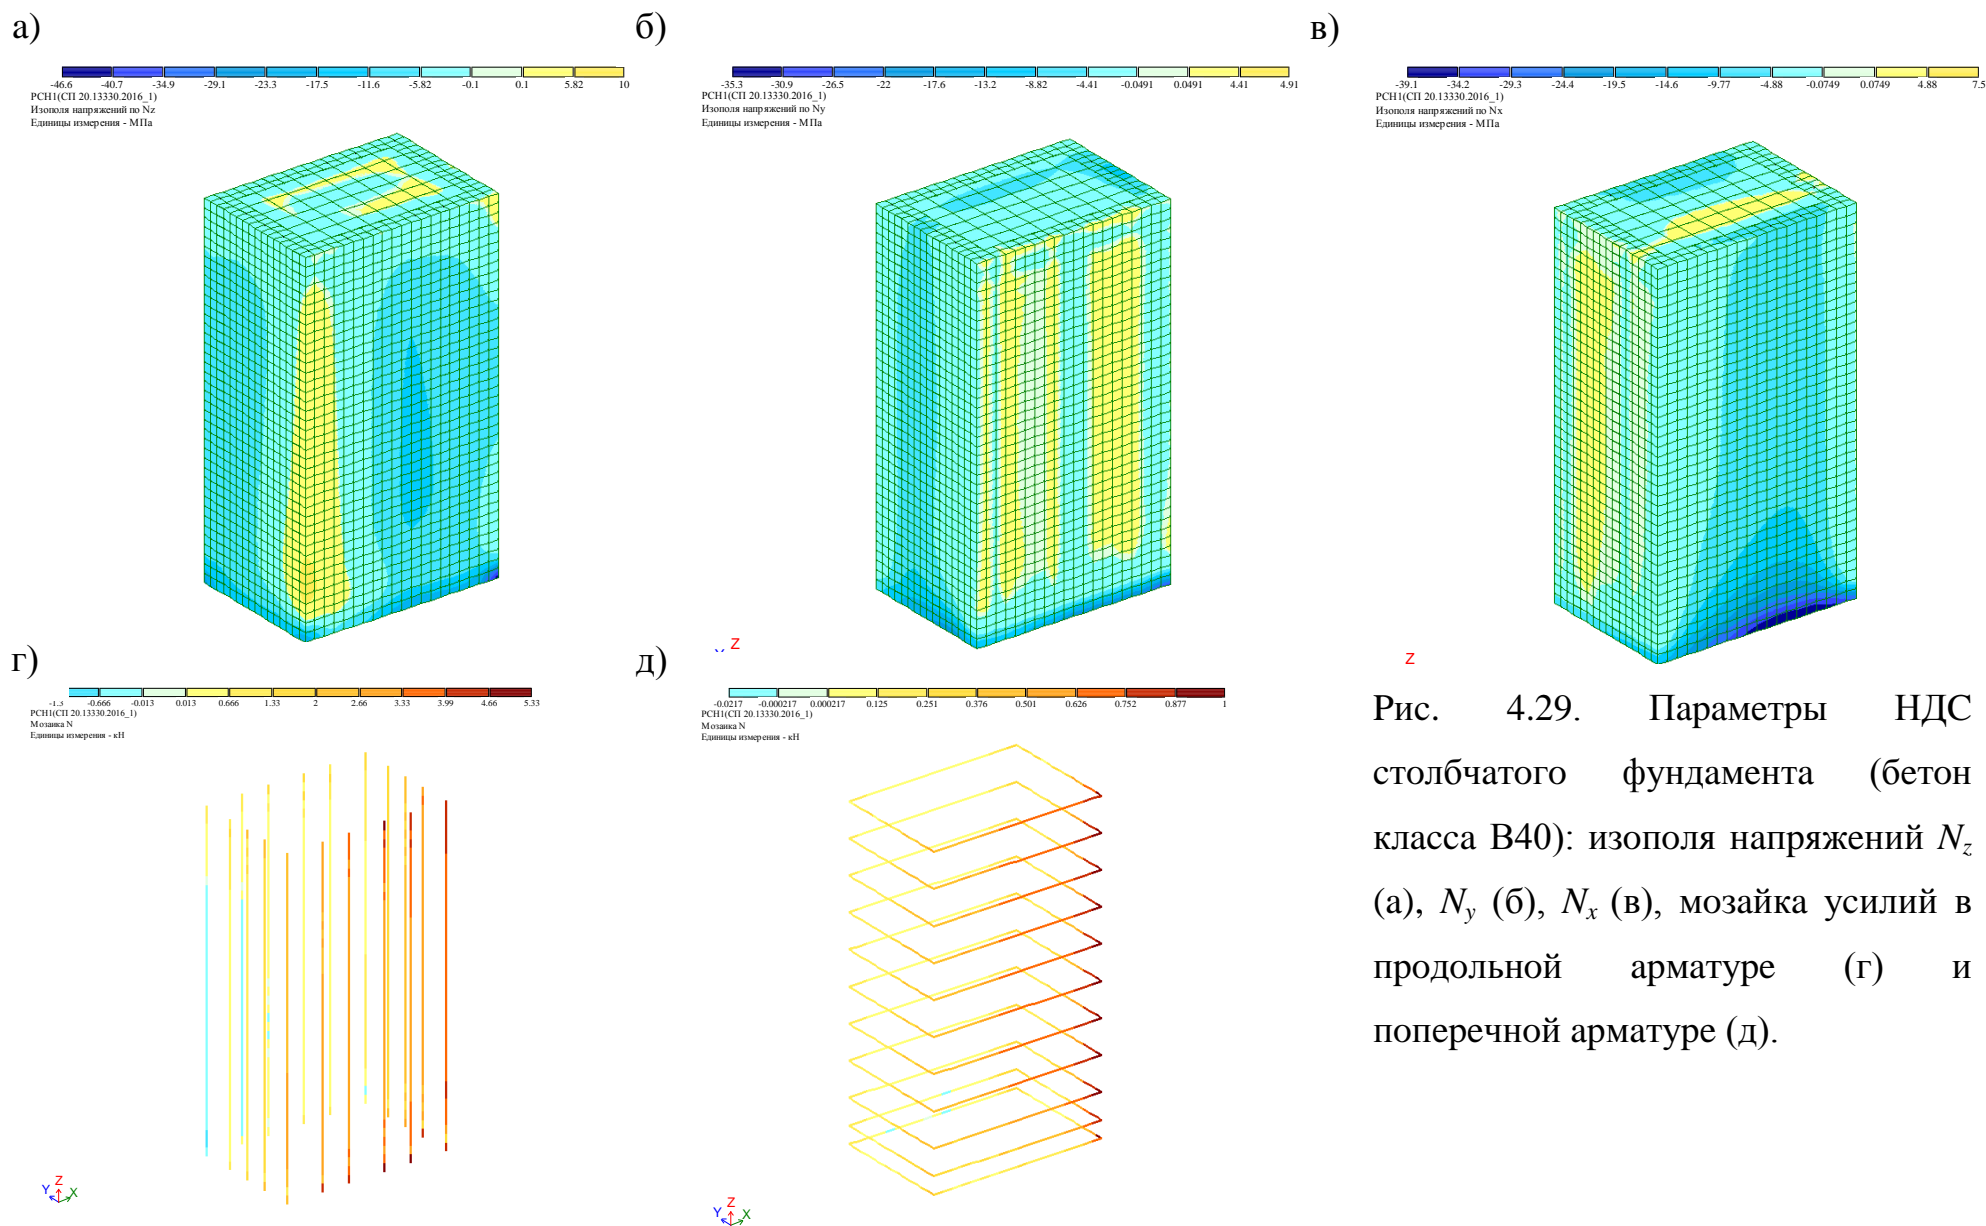 а)
-46.6 -40.7 -34.9 -29.1 -23.3 -17.5 -11.6 -5.82 -0.1 0.1 5.82 10
РСН1(СП 20.13330.2016_1)
Изополя напряжений по Nz
Единицы измерения - МПа
б)
-35.3 -30.9 -26.5 -22 -17.6 -13.2 -8.82 -4.41 -0.0491 0.0491 4.41 4.91
РСН1(СП 20.13330.2016_1)
Изополя напряжений по Ny
Единицы измерения - МПа
Z
в)
-39.1 -34.2 -29.3 -24.4 -19.5 -14.6 -9.77 -4.88 -0.0749 0.0749 4.88 7.5
РСН1(СП 20.13330.2016_1)
Изополя напряжений по Nx
Единицы измерения - МПа
Z
г)
-1.3 -0.666 -0.013 0.013 0.666 1.33 2 2.66 3.33 3.99 4.66 5.33
РСН1(СП 20.13330.2016_1)
Мозаика N
Единицы измерения - кН
Z
Y X
д)
-0.0217 -0.000217 0.000217 0.125 0.251 0.376 0.501 0.626 0.752 0.877 1
РСН1(СП 20.13330.2016_1)
Мозаика N
Единицы измерения - кН
Z
Y X
Рис. 4.29. Параметры НДС
столбчатого фундамента (бетон
класса В40): изополя напряжений Nz
(а), Ny (б), Nx (в), мозайка усилий в
продольной арматуре (г) и
поперечной арматуре (д).